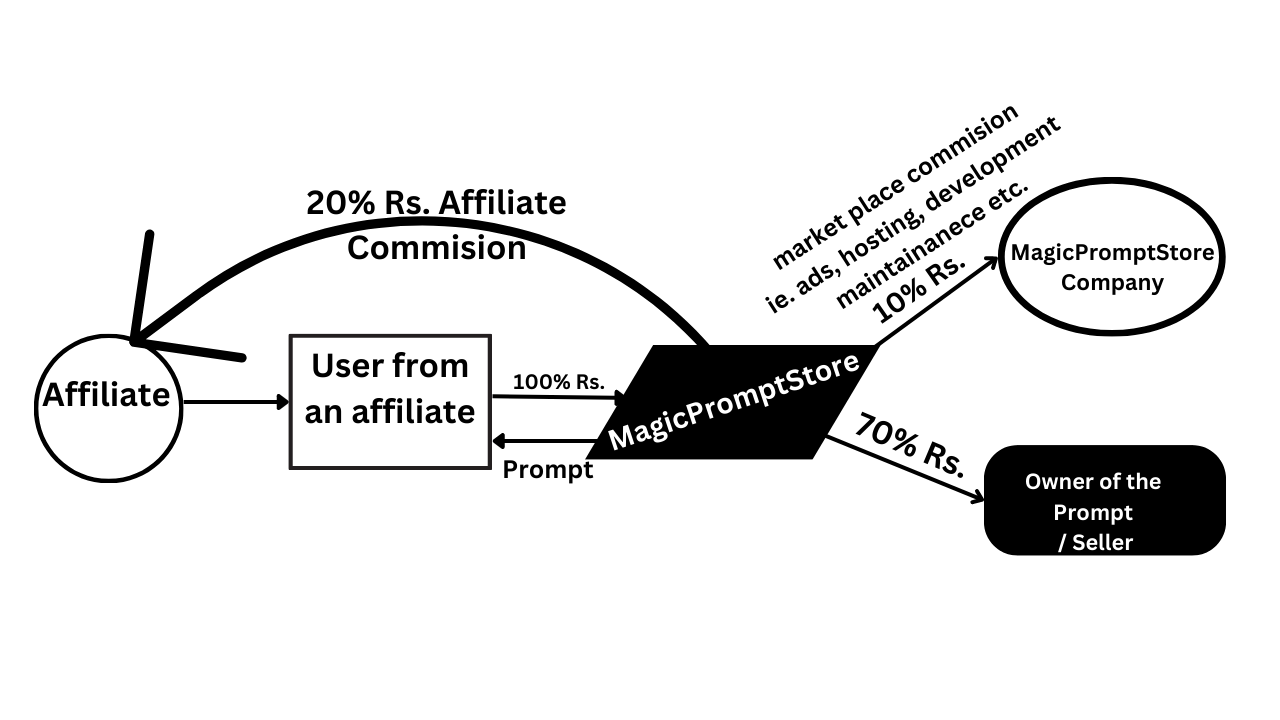 20% Rs. Affiliate
Commision
market place commision
ie. ads, hosting, development
maintainanece etc.
10% Rs.
MagicPromptStore
Company
Affiliate
User from
an affiliate
100% Rs.
Prompt
MagicPromptStore
70% Rs.
Owner of the
Prompt
/ Seller